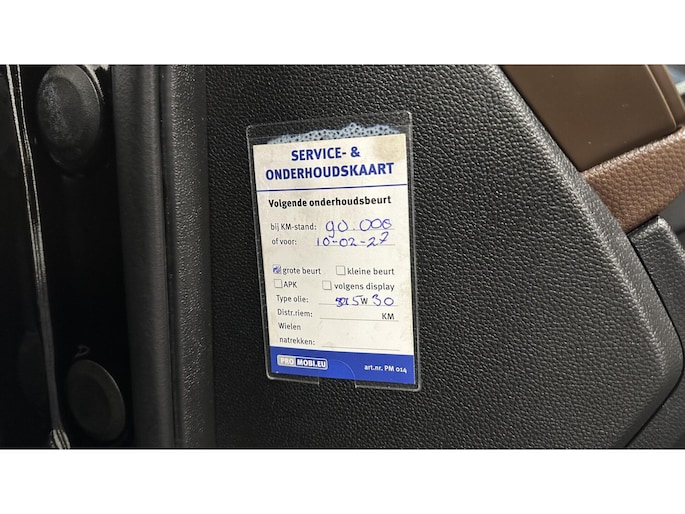 SERVICE- &
ONDERHOUDSKAART
Volgende onderhoudsbeurt
bij KM-stand: 90.000
of voor: 10-02-27
grote beurt kleine beurt
APK volgens display
Type olie: 5W30
Distr.riem: KM
Wielen
natrekken:
PRO MOBI.EU art.nr. PM 014